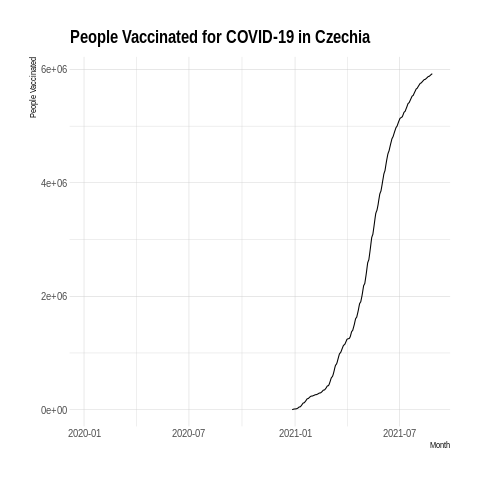 People Vaccinated for COVID-19 in Czechia
People Vaccinated
6e+06
4e+06
2e+06
0e+00
2020-01 2020-07 2021-01 2021-07
Month